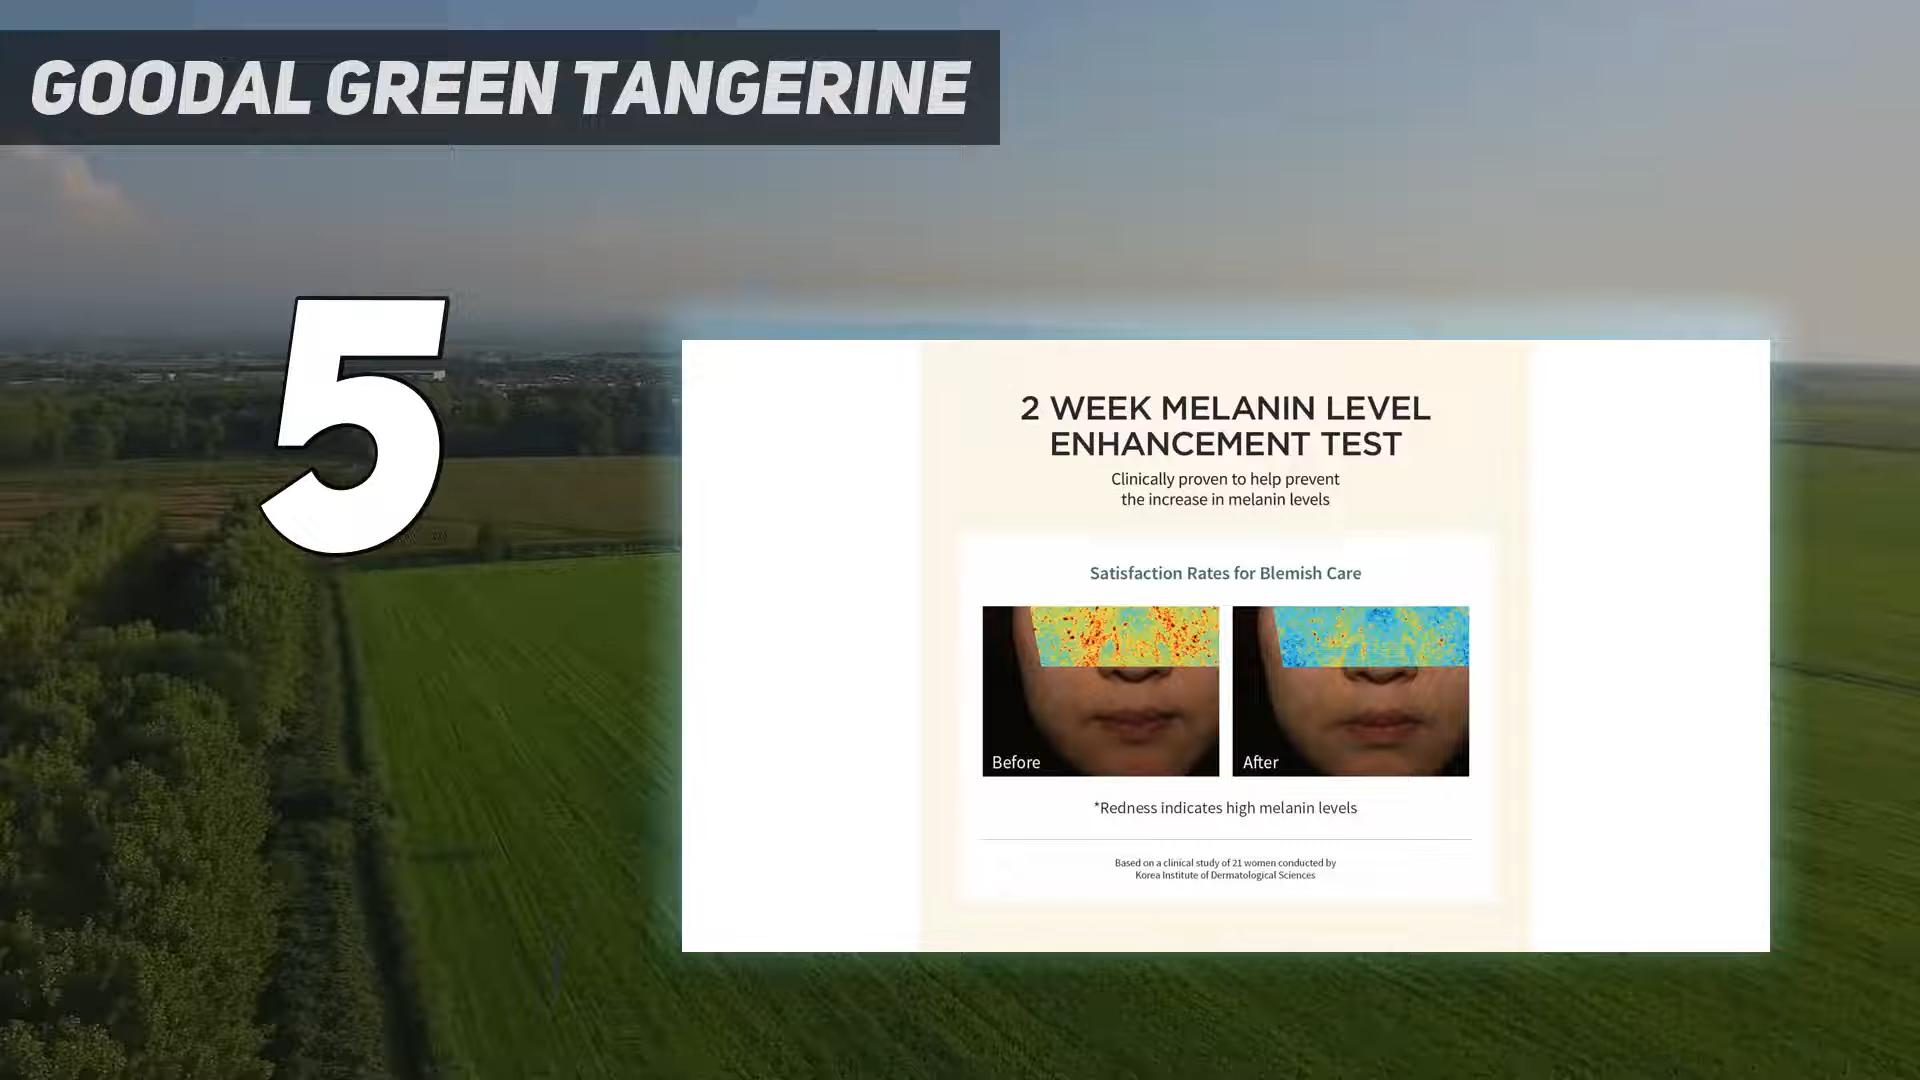 GOODAL GREEN TANGERINE
5
2 WEEK MELANIN LEVEL
ENHANCEMENT TEST
Clinically proven to help prevent
the increase in melanin levels
Satisfaction Rates for Blemish Care
Before
After
*Redness indicates high melanin levels
Based on a clinical study of 21 women conducted by
Korea Institute of Dermatological Sciences